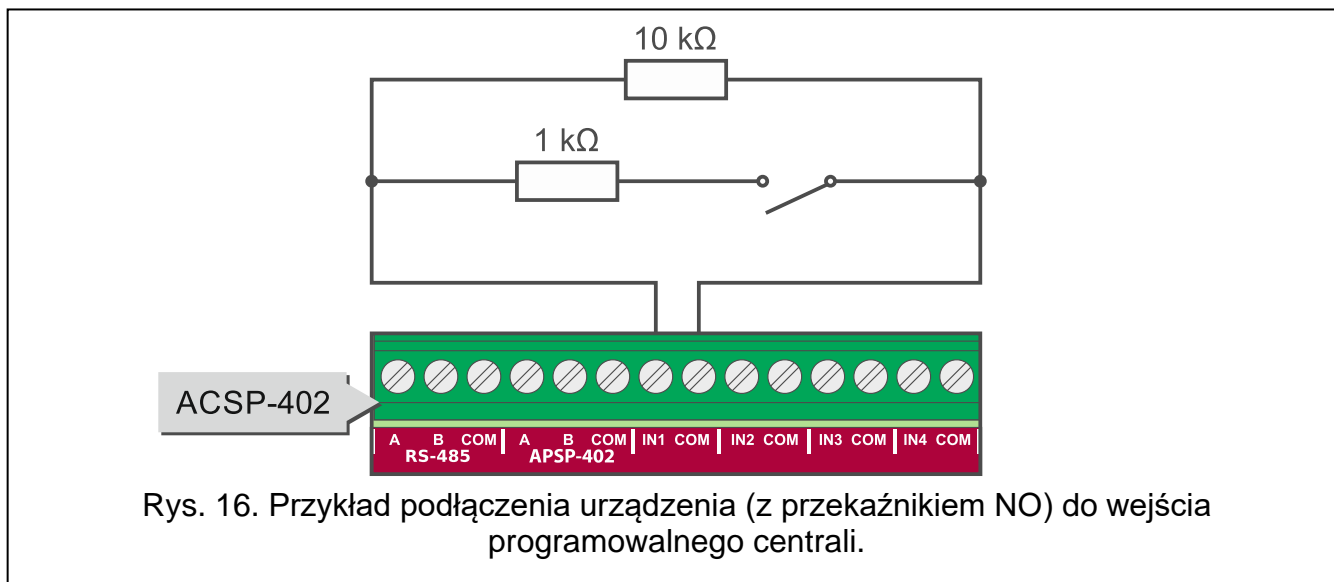 10 kΩ
1 kΩ
ACSP-402
A B COM A B COM IN1 COM IN2 COM IN3 COM IN4 COM
RS-485 APSP-402
Rys. 16. Przykład podłączenia urządzenia (z przekaźnikiem NO) do wejścia
programowalnego centrali.